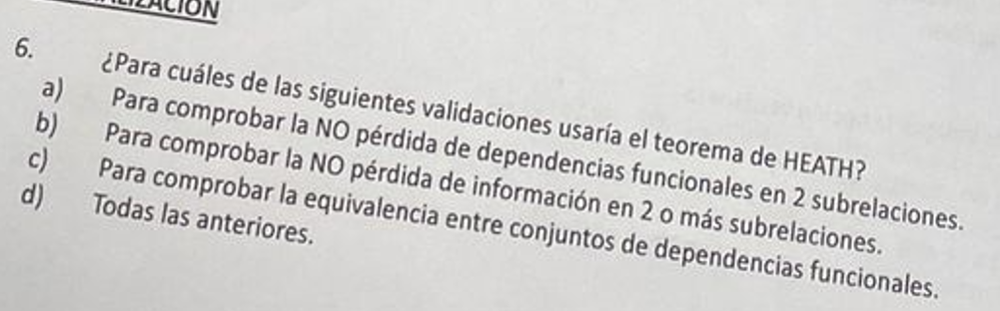 6. ¿Para cuáles de las siguientes validaciones usaría el teorema de HEATH?
a) Para comprobar la NO pérdida de dependencias funcionales en 2 subrelaciones.
b) Para comprobar la NO pérdida de información en 2 o más subrelaciones.
c) Para comprobar la equivalencia entre conjuntos de dependencias funcionales.
d) Todas las anteriores.